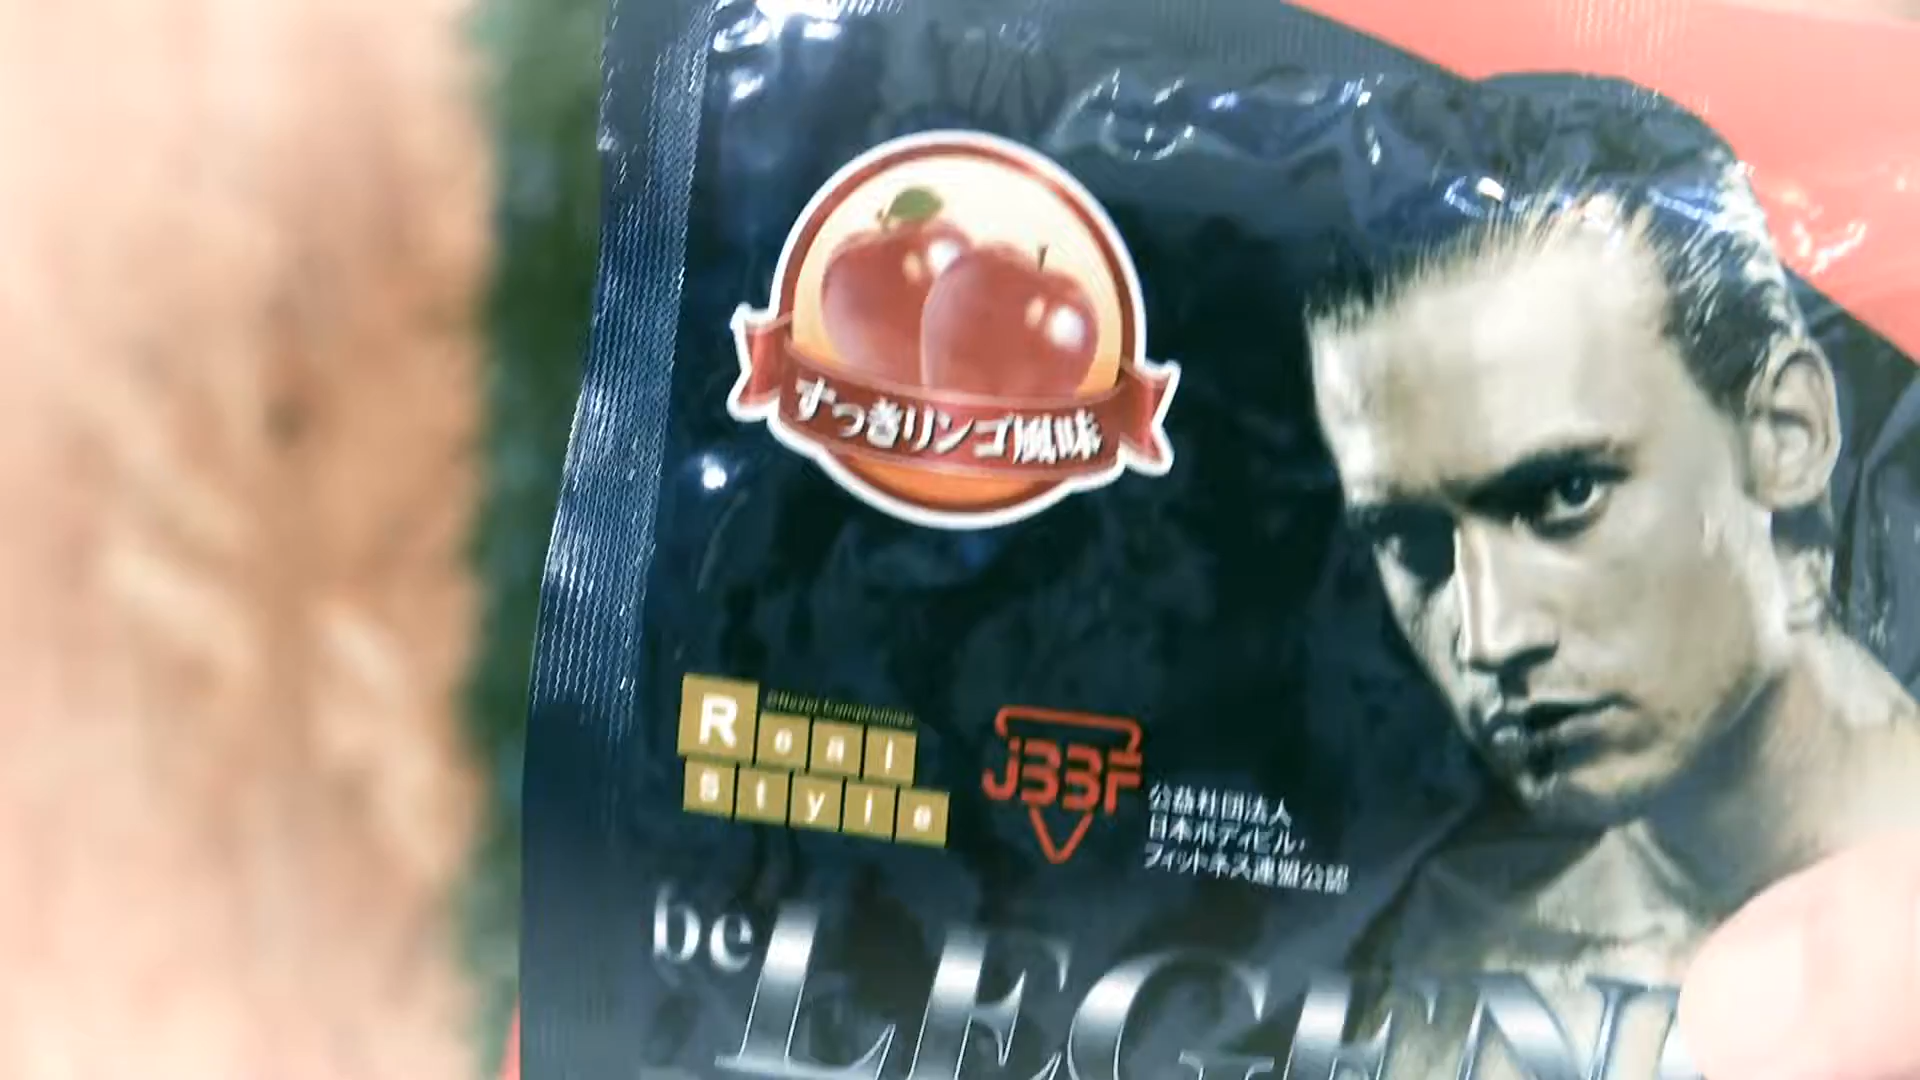 すっきリンゴ風味
Real
Style
JBBF
公益社団法人
日本ボディビル・
フィットネス連盟公認
be
LEGEN